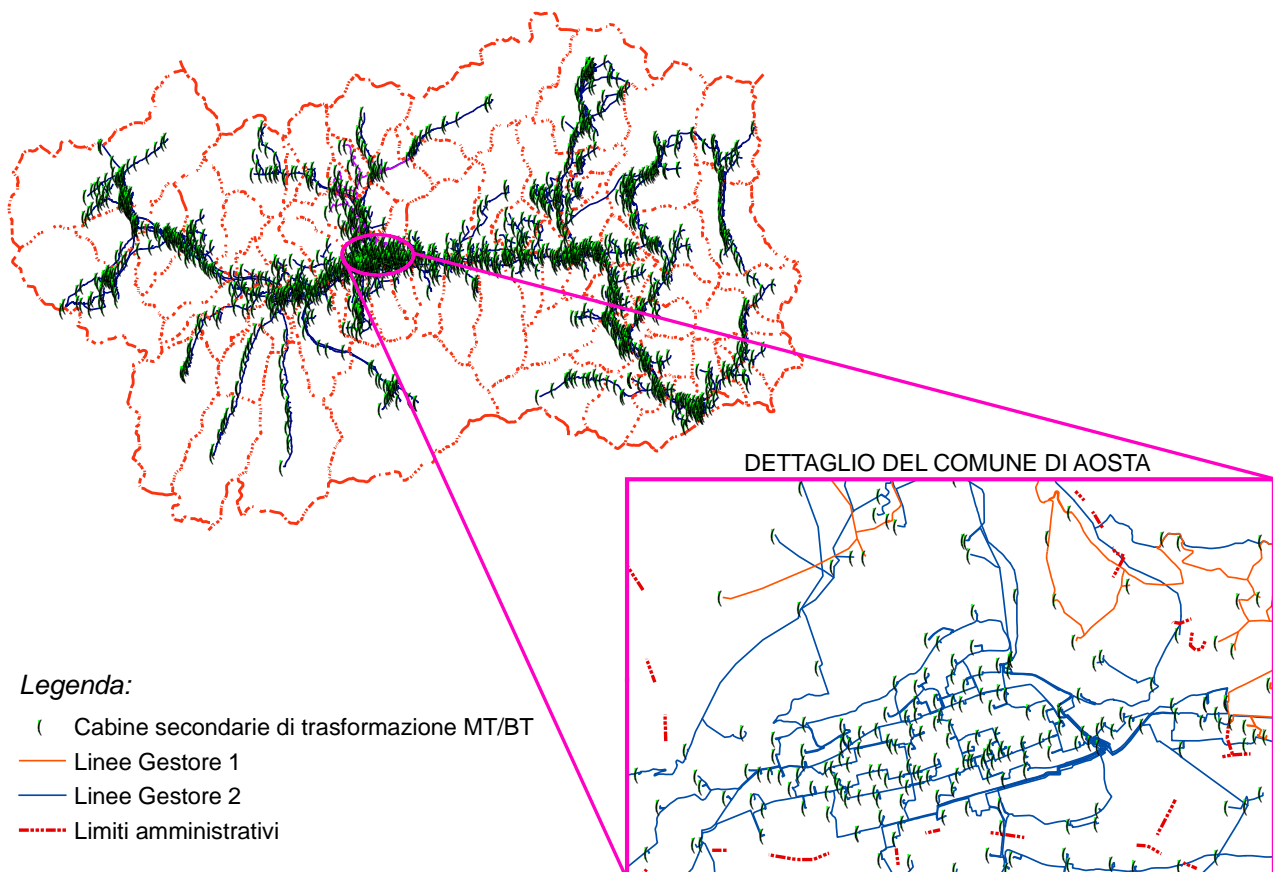 DETTAGLIO DEL COMUNE DI AOSTA
Legenda:
Cabine secondarie di trasformazione MT/BT
Linee Gestore 1
Linee Gestore 2
Limiti amministrativi